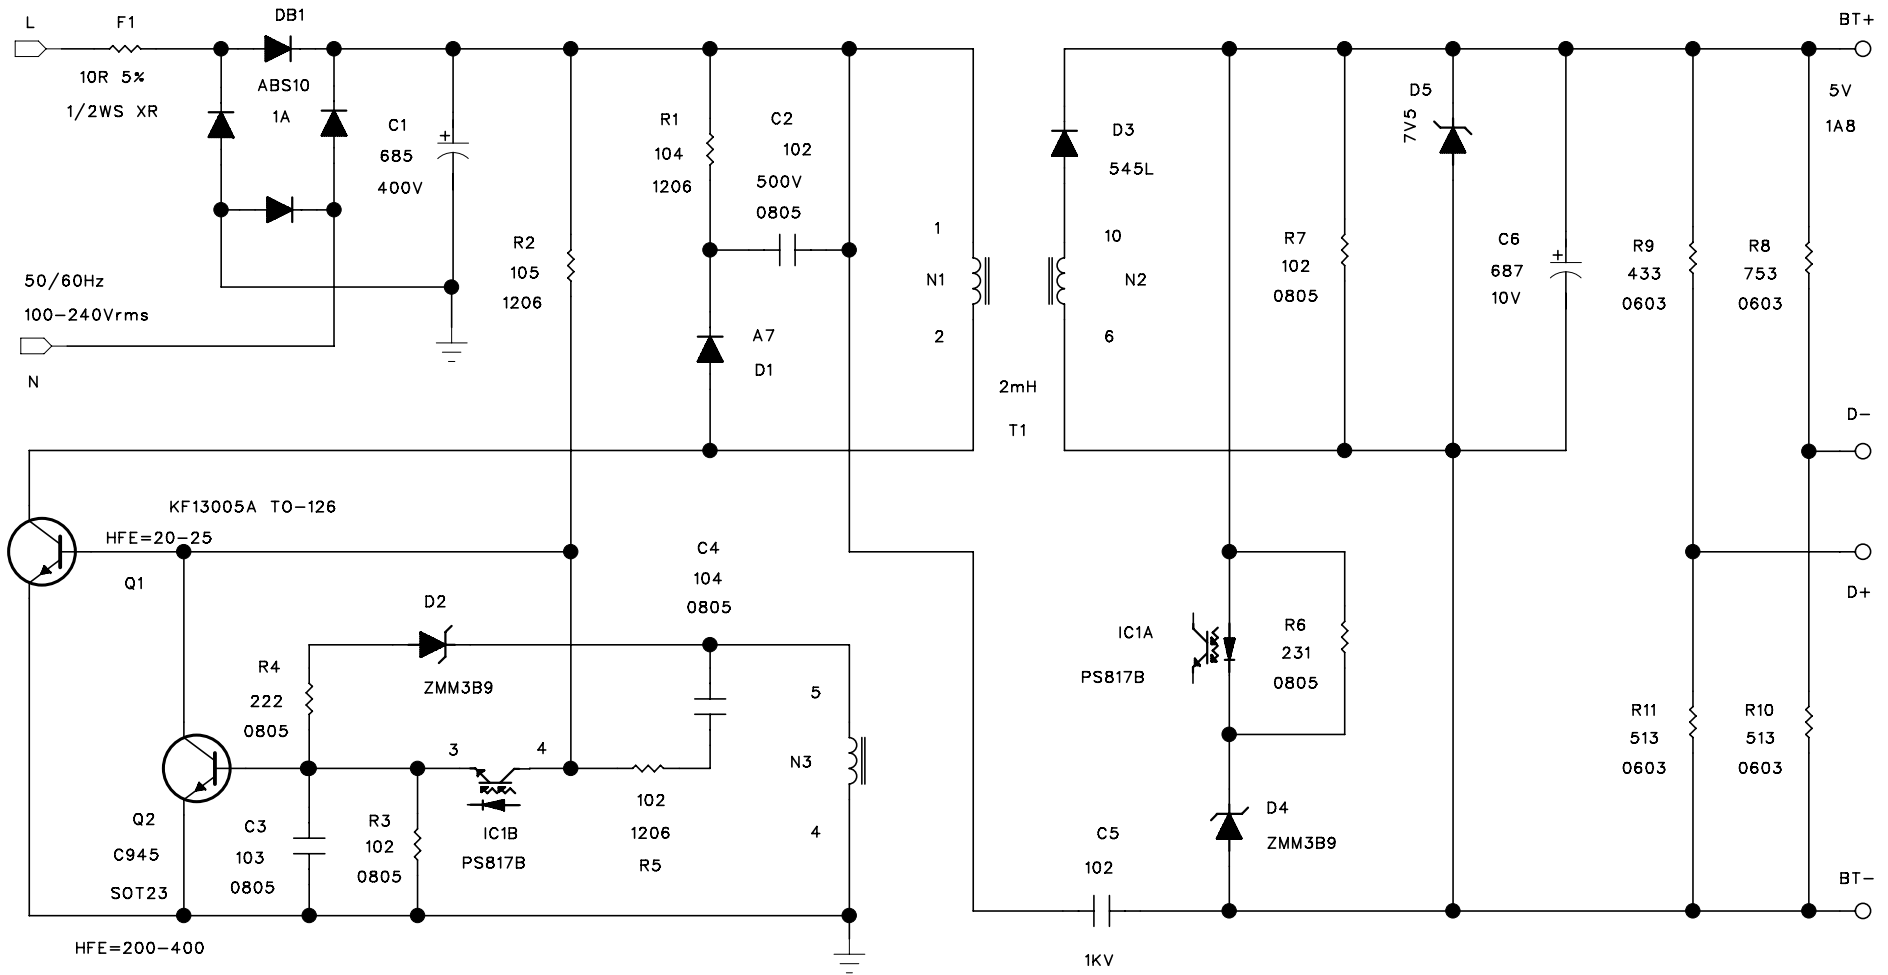 L
F1
10R 5%
1/2WS XR
DB1
ABS10
1A
C1
685
400V
50/60Hz
100-240Vrms
N
R2
105
1206
R1
104
1206
C2
102
500V
0805
A7
D1
1
N1
2
10
N2
6
2mH
T1
D3
545L
R7
102
0805
D5
7V5
C6
687
10V
R9
433
0603
R8
753
0603
BT+
5V
1A8
D-
D+
KF13005A TO-126
HFE=20-25
Q1
D2
ZMM3B9
C4
104
0805
R4
222
0805
5
N3
4
3
4
IC1B
PS817B
102
1206
R5
Q2
C945
SOT23
HFE=200-400
C3
103
0805
R3
102
0805
IC1A
PS817B
R6
231
0805
D4
ZMM3B9
C5
102
1KV
R11
513
0603
R10
513
0603
BT-